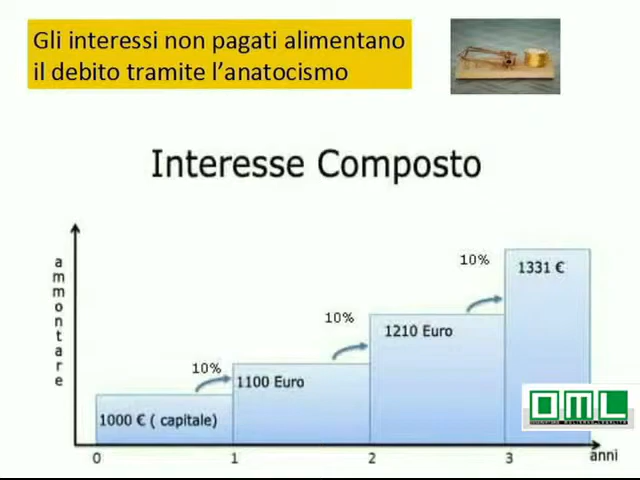 Gli interessi non pagati alimentano
il debito tramite l’anatocismo
Interesse Composto
ammontare
10%
1331 €
10%
1210 Euro
10%
1100 Euro
1000 € ( capitale)
OML
0 1 2 3 anni